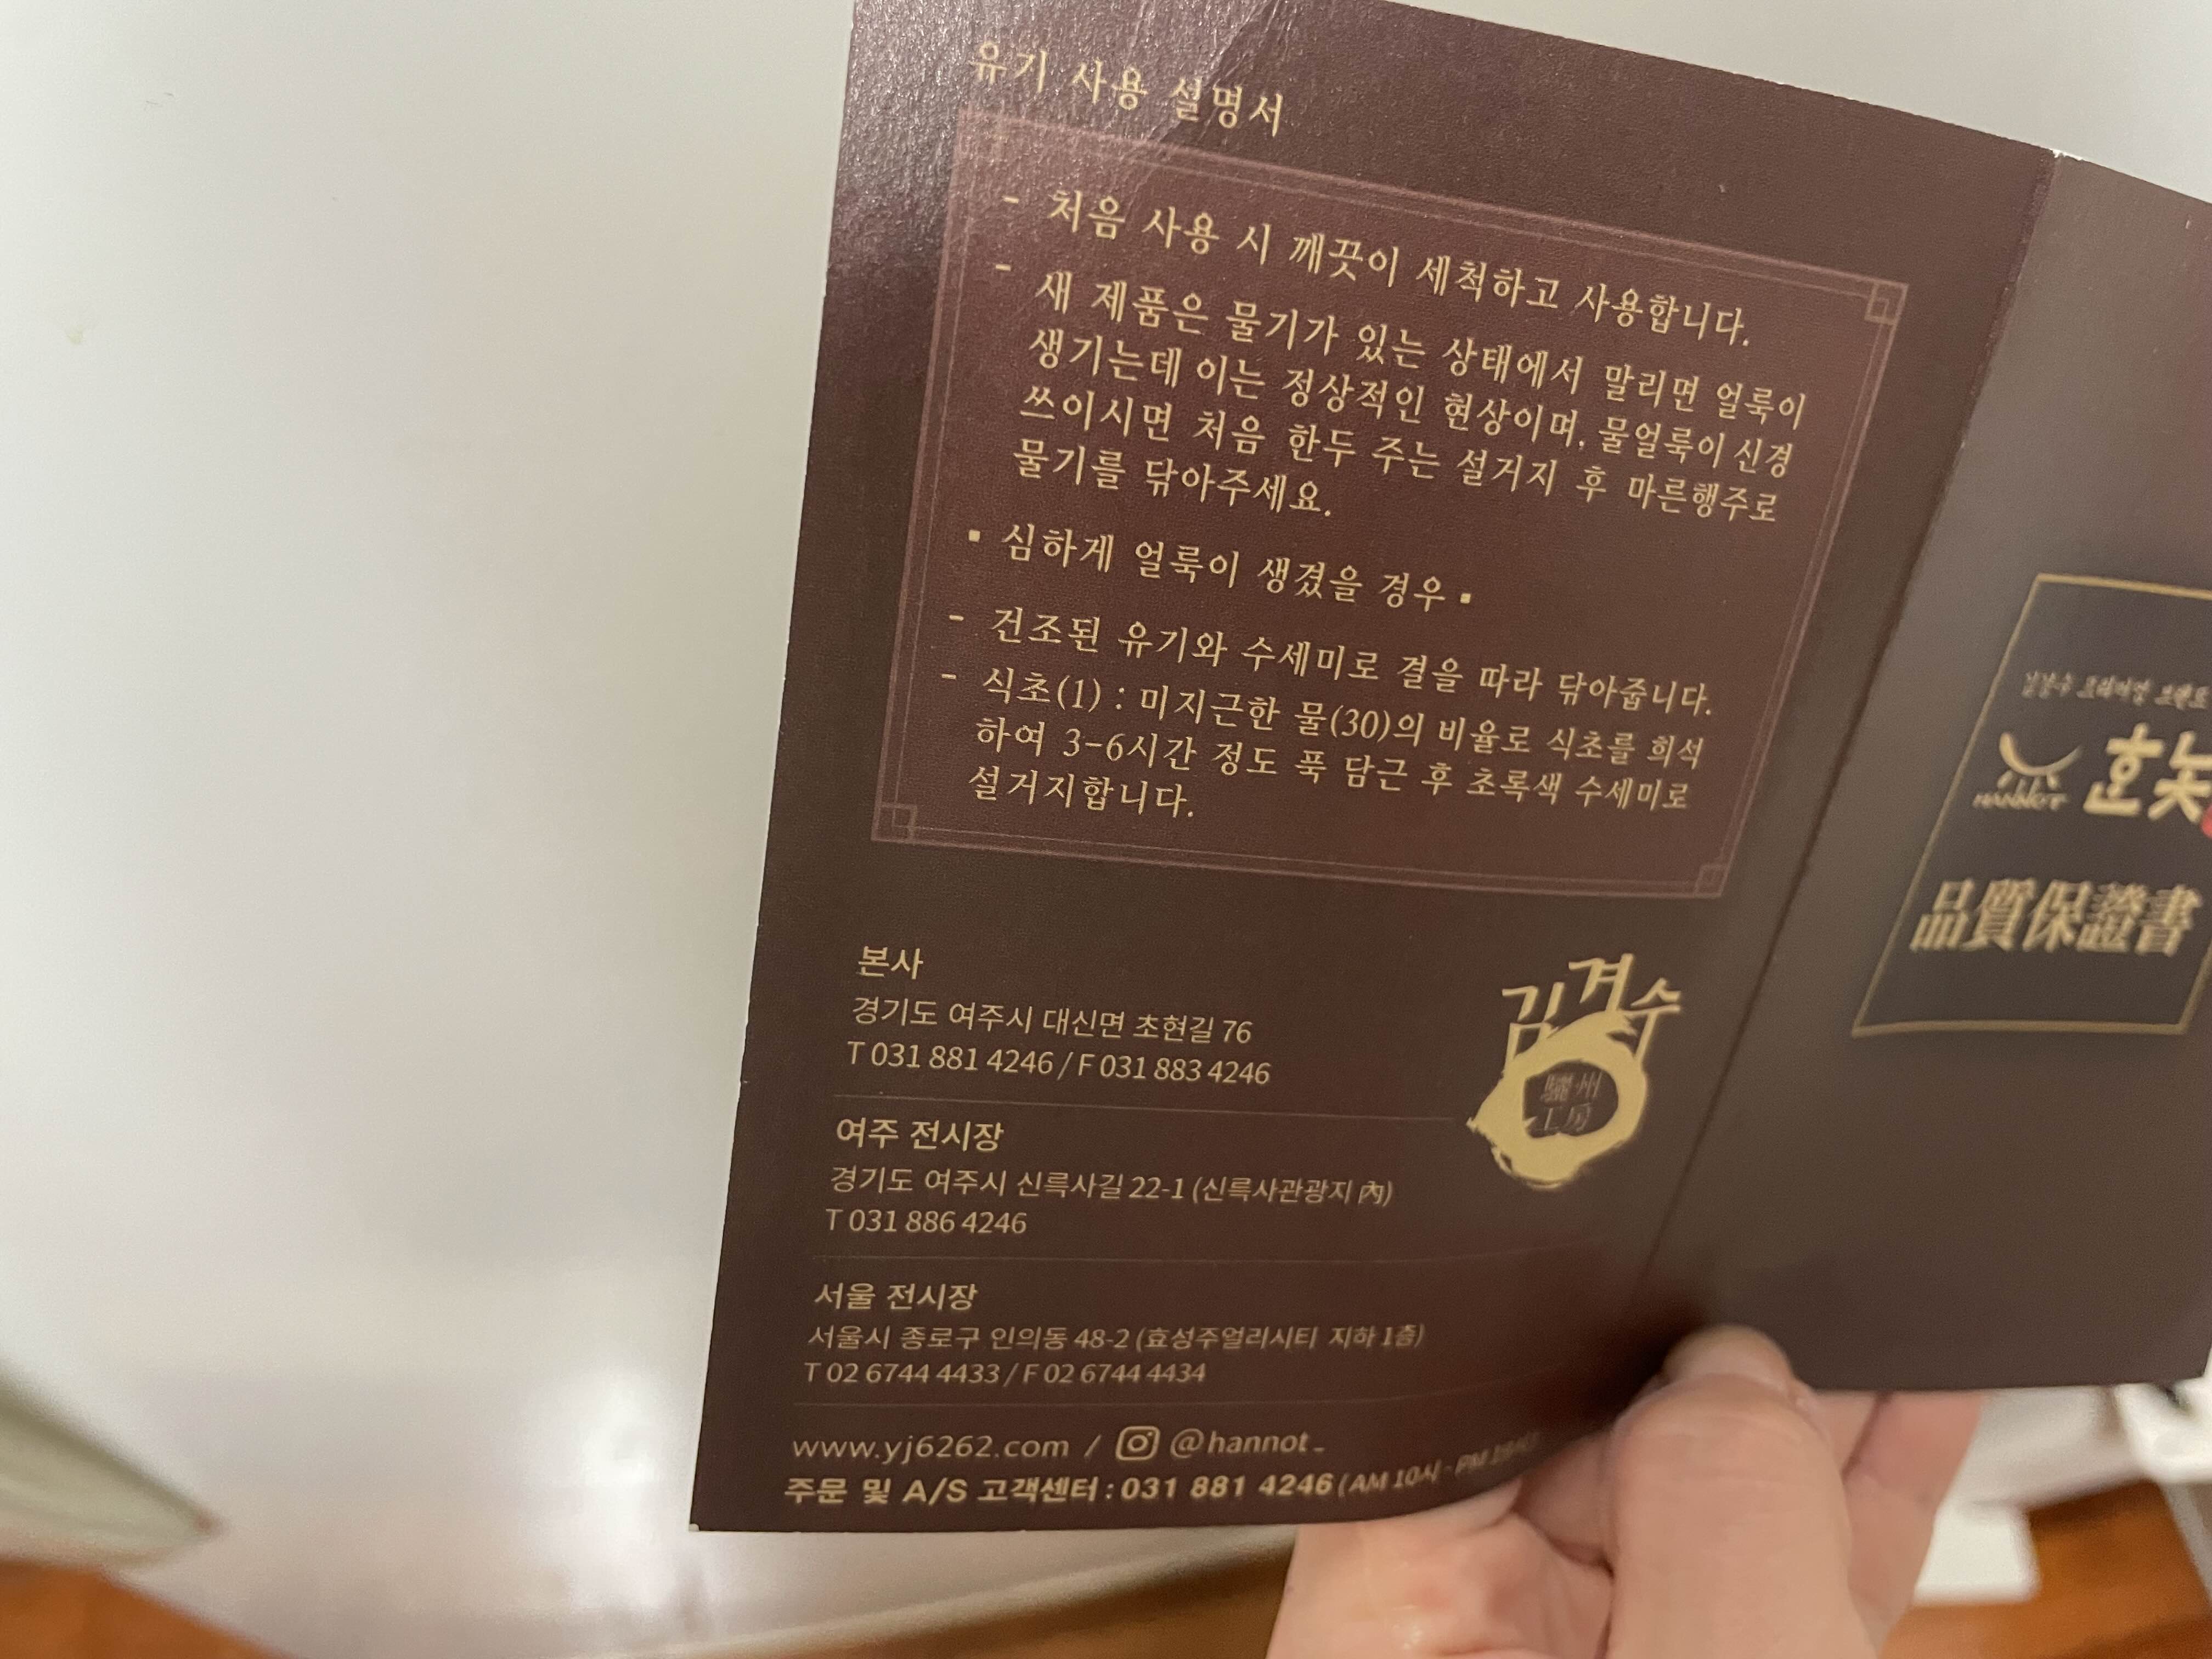 유기 사용 설명서
- 처음 사용 시 깨끗이 세척하고 사용합니다.
- 새 제품은 물기가 있는 상태에서 말리면 얼룩이
생기는데 이는 정상적인 현상이며, 물얼룩이 신경
쓰이시면 처음 한두 주는 설거지 후 마른행주로
물기를 닦아주세요.
▪ 심하게 얼룩이 생겼을 경우 ▪
- 건조된 유기와 수세미로 결을 따라 닦아줍니다.
- 식초(1) : 미지근한 물(30)의 비율로 식초를 희석
하여 3-6시간 정도 푹 담근 후 초록색 수세미로
설거지합니다.
본사
경기도 여주시 대신면 초현길 76
T 031 881 4246 / F 031 883 4246
여주 전시장
경기도 여주시 신륵사길 22-1 (신륵사관광지 內)
T 031 886 4246
서울 전시장
서울시 종로구 인의동 48-2 (효성주얼리시티 지하 1층)
T 02 6744 4433 / F 02 6744 4434
www.yj6262.com / @hannot_
주문 및 A/S 고객센터 : 031 881 4246 (AM 10시 - PM
김경수
驪州
工房
프리미엄 브랜드
品質保證書